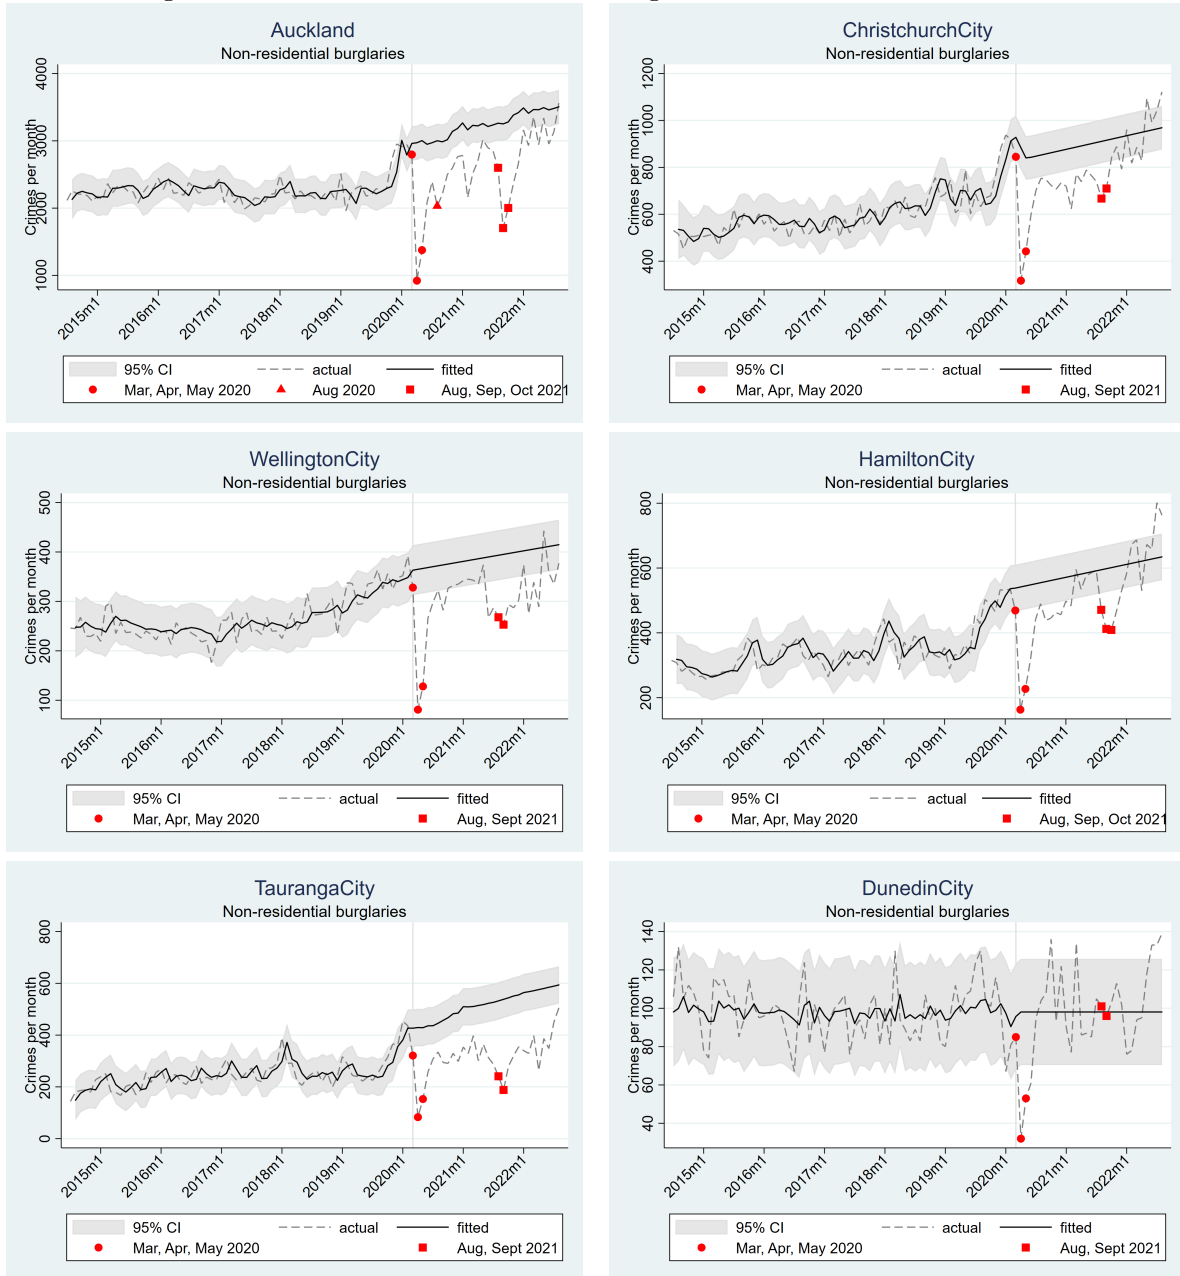 Auckland
Non-residential burglaries
Crimes per month
4000
3000
2000
1000
2015m1 2016m1 2017m1 2018m1 2019m1 2020m1 2021m1 2022m1
95% CI actual fitted
Mar, Apr, May 2020 Aug 2020 Aug, Sep, Oct 2021
ChristchurchCity
Non-residential burglaries
Crimes per month
1200
1000
800
600
400
2015m1 2016m1 2017m1 2018m1 2019m1 2020m1 2021m1 2022m1
95% CI actual fitted
Mar, Apr, May 2020 Aug, Sept 2021
WellingtonCity
Non-residential burglaries
Crimes per month
500
400
300
200
100
2015m1 2016m1 2017m1 2018m1 2019m1 2020m1 2021m1 2022m1
95% CI actual fitted
Mar, Apr, May 2020 Aug, Sept 2021
HamiltonCity
Non-residential burglaries
Crimes per month
800
600
400
200
2015m1 2016m1 2017m1 2018m1 2019m1 2020m1 2021m1 2022m1
95% CI actual fitted
Mar, Apr, May 2020 Aug, Sep, Oct 2021
TaurangaCity
Non-residential burglaries
Crimes per month
800
600
400
200
0
2015m1 2016m1 2017m1 2018m1 2019m1 2020m1 2021m1 2022m1
95% CI actual fitted
Mar, Apr, May 2020 Aug, Sept 2021
DunedinCity
Non-residential burglaries
Crimes per month
140
120
100
80
60
40
2015m1 2016m1 2017m1 2018m1 2019m1 2020m1 2021m1 2022m1
95% CI actual fitted
Mar, Apr, May 2020 Aug, Sept 2021